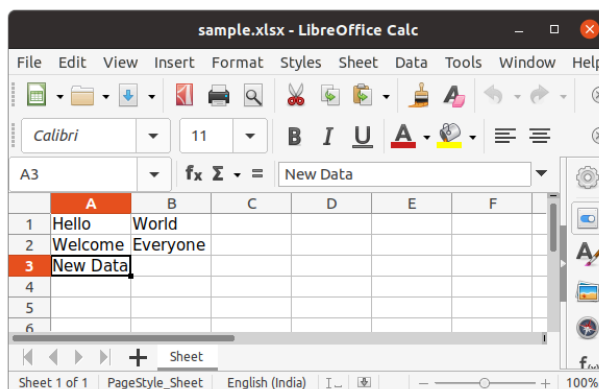 sample.xlsx - LibreOffice Calc
File Edit View Insert Format Styles Sheet Data Tools Window Help
Calibri 11 B I U A
A3 fx Σ = New Data
A B C D E F
1 Hello World
2 Welcome Everyone
3 New Data
4
5
6
Sheet
Sheet 1 of 1 PageStyle_Sheet English (India) 100%